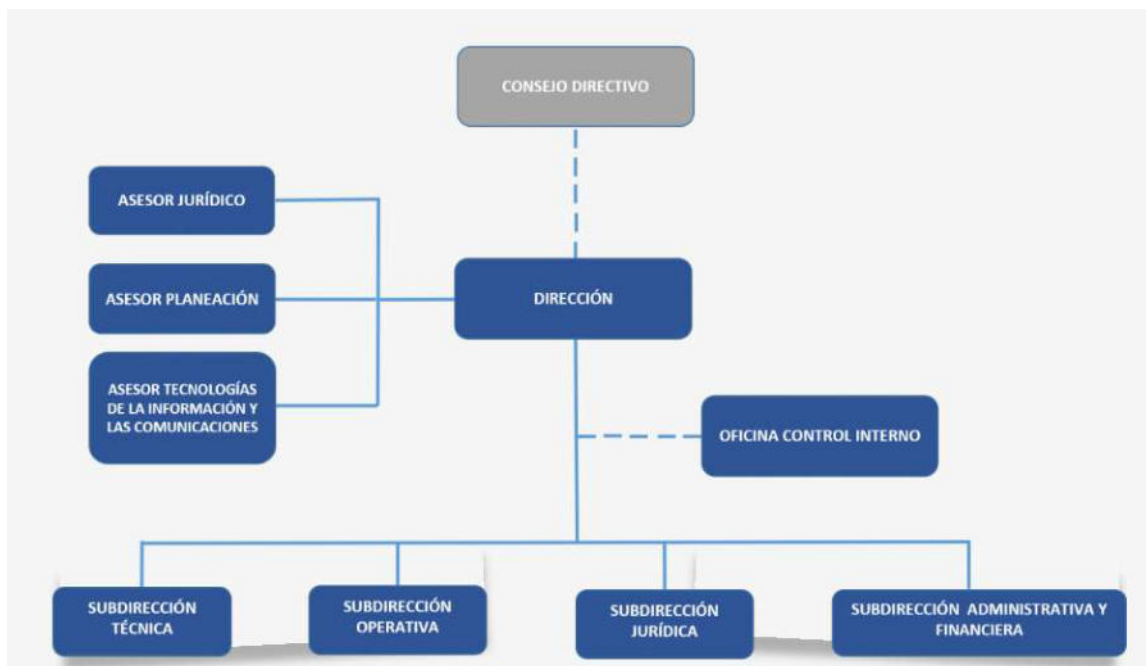 CONSEJO DIRECTIVO
ASESOR JURÍDICO
ASESOR PLANEACIÓN
DIRECCIÓN
ASESOR TECNOLOGÍAS
DE LA INFORMACIÓN Y
LAS COMUNICACIONES
OFICINA CONTROL INTERNO
SUBDIRECCIÓN
TÉCNICA
SUBDIRECCIÓN
OPERATIVA
SUBDIRECCIÓN
JURÍDICA
SUBDIRECCIÓN ADMINISTRATIVA Y
FINANCIERA